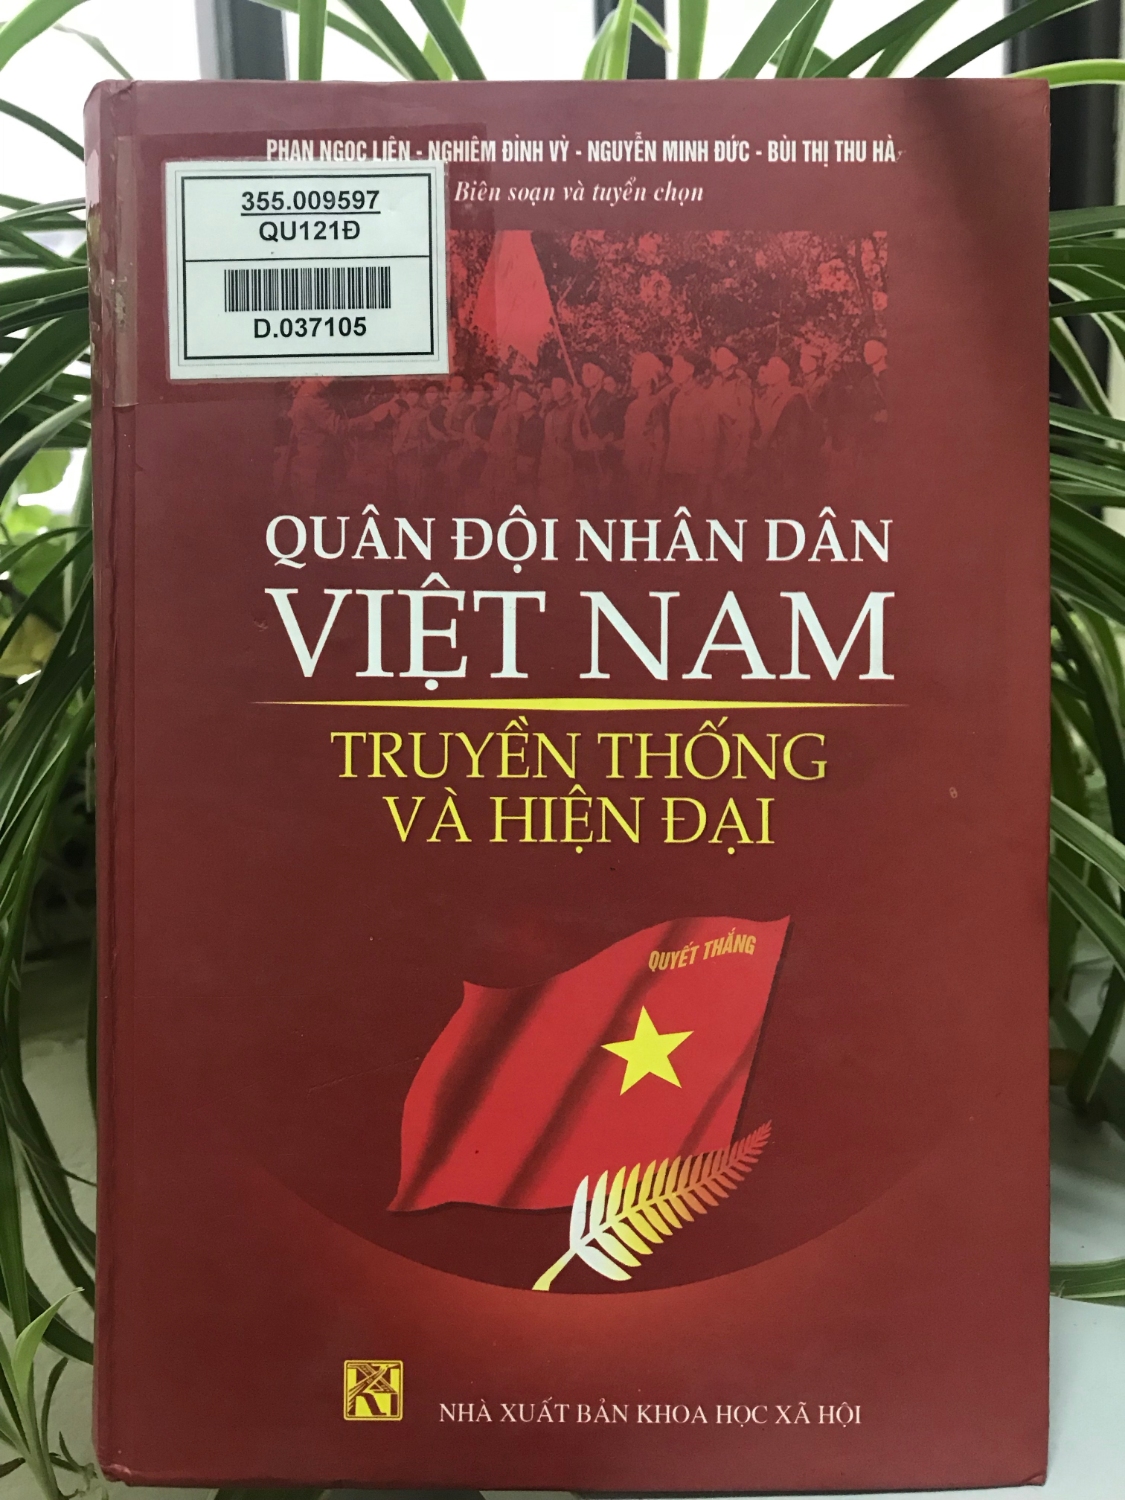 PHAN NGỌC LIÊN - NGHIÊM ĐÌNH VỲ - NGUYỄN MINH ĐỨC - BÙI THỊ THU HÀ
Biên soạn và tuyển chọn
355.009597
QU121Đ
D.037105
QUÂN ĐỘI NHÂN DÂN
VIỆT NAM
TRUYỀN THỐNG
VÀ HIỆN ĐẠI
QUYẾT THẮNG
NHÀ XUẤT BẢN KHOA HỌC XÃ HỘI